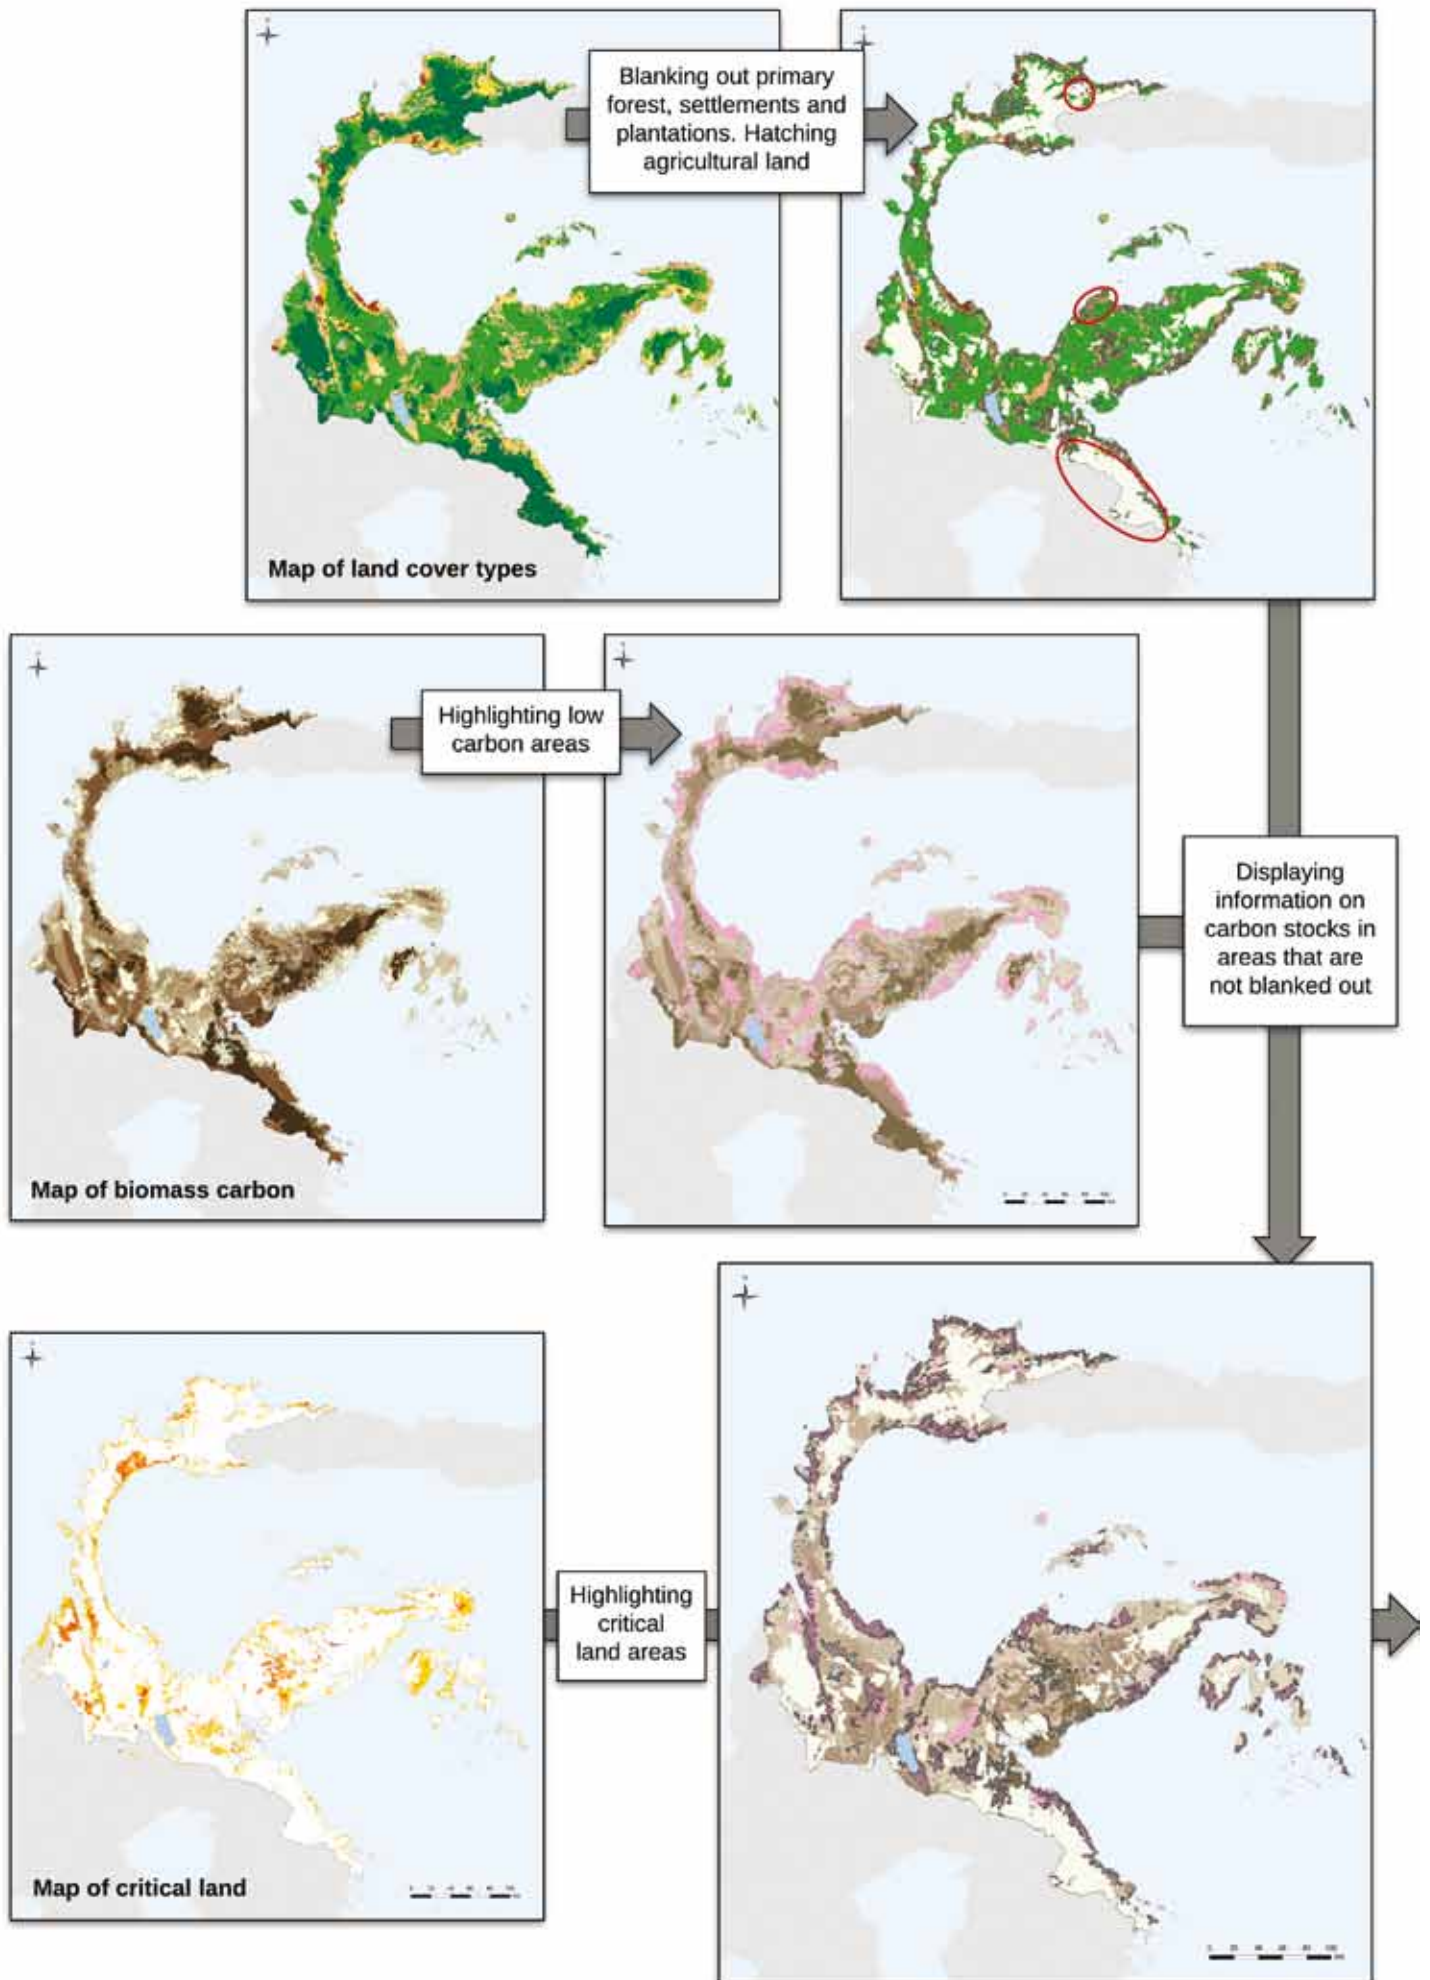 Blanking out primary
forest, settlements and
plantations. Hatching
agricultural land
Map of land cover types
Highlighting low
carbon areas
Displaying
information on
carbon stocks in
areas that are
not blanked out
Map of biomass carbon
Highlighting
critical
land areas
Map of critical land